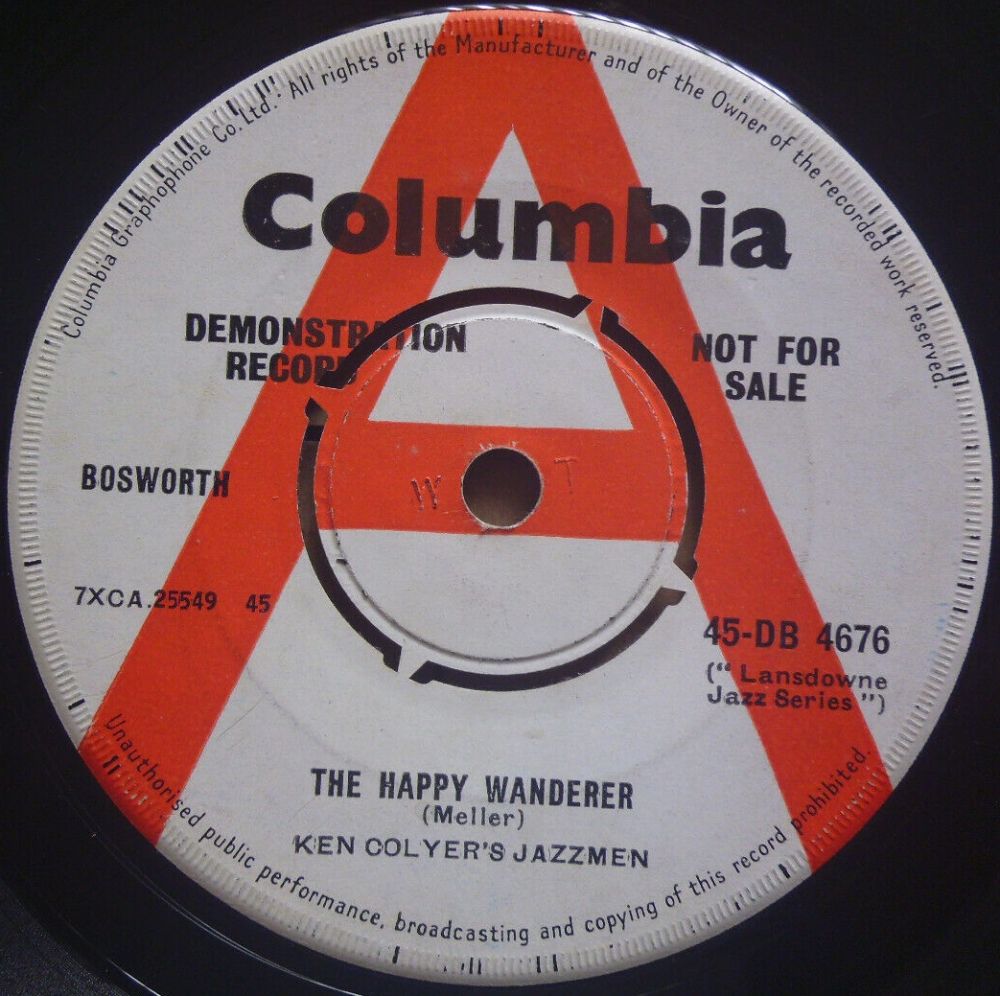 Columbia Graphophone Co. Ltd. All rights of the Manufacturer and of the Owner of the recorded work reserved.
Columbia
DEMONSTRATION
RECORD
NOT FOR
SALE
BOSWORTH
W T
7XCA.25549 45
45-DB 4676
("Lansdowne
Jazz Series")
THE HAPPY WANDERER
(Meller)
KEN COLYER'S JAZZMEN
Unauthorised public performance, broadcasting and copying of this record prohibited.